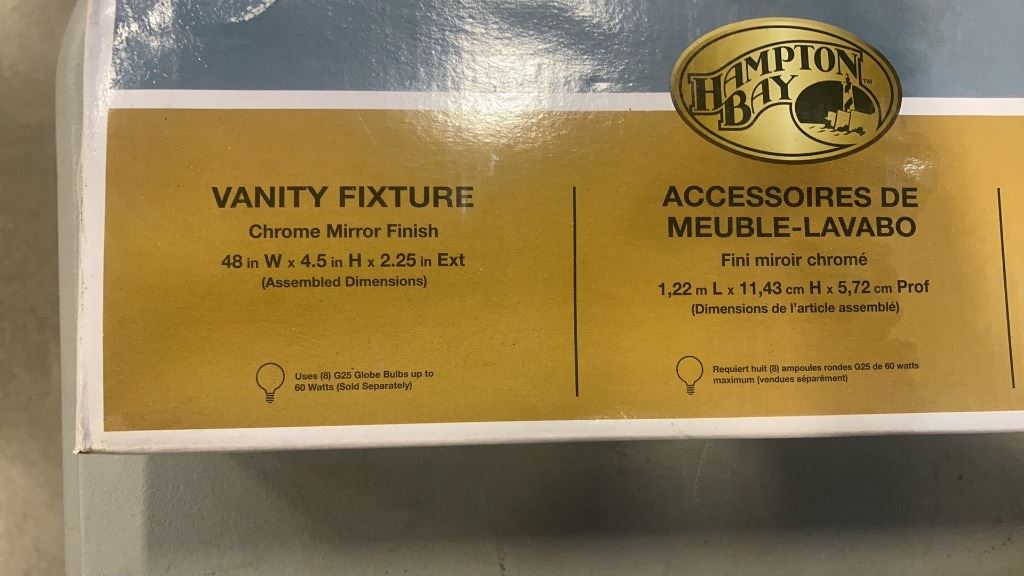 HAMPTON
BAY
TM
VANITY FIXTURE
Chrome Mirror Finish
48 in W x 4.5 in H x 2.25 in Ext
(Assembled Dimensions)
Uses (8) G25 Globe Bulbs up to
60 Watts (Sold Separately)
ACCESSOIRES DE
MEUBLE-LAVABO
Fini miroir chromé
1,22 m L x 11,43 cm H x 5,72 cm Prof
(Dimensions de l'article assemblé)
Requiert huit (8) ampoules rondes G25 de 60 watts
maximum (vendues séparément)